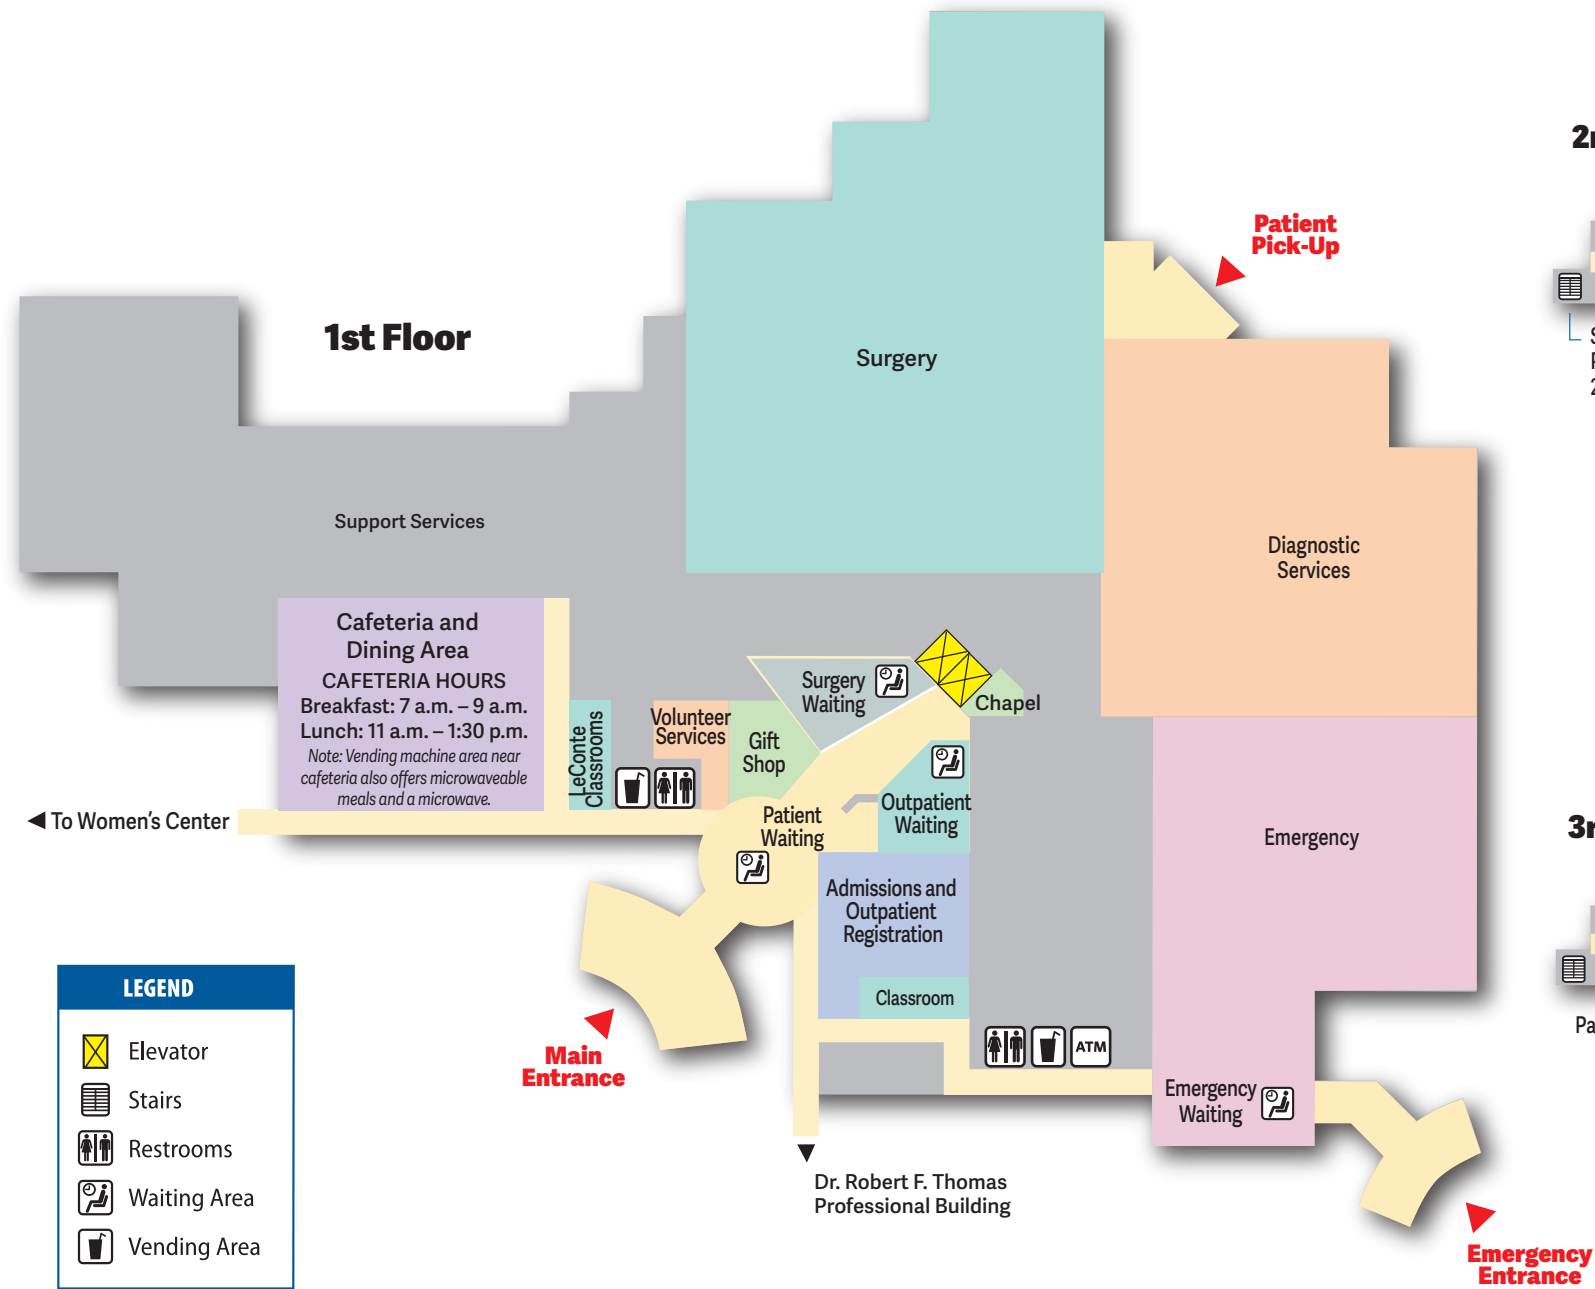 1st Floor
Patient
Pick-Up
Surgery
Support Services
Diagnostic
Services
Cafeteria and
Dining Area
CAFETERIA HOURS
Breakfast: 7 a.m. – 9 a.m.
Lunch: 11 a.m. – 1:30 p.m.
Note: Vending machine area near
cafeteria also offers microwaveable
meals and a microwave.
LeConte
Classrooms
Volunteer
Services
Gift
Shop
Surgery
Waiting
Chapel
Outpatient
Waiting
Patient
Waiting
Emergency
◀ To Women's Center
Admissions and
Outpatient
Registration
Classroom
ATM
Emergency
Waiting
Main
Entrance
Dr. Robert F. Thomas
Professional Building
Emergency
Entrance
LEGEND
Elevator
Stairs
Restrooms
Waiting Area
Vending Area